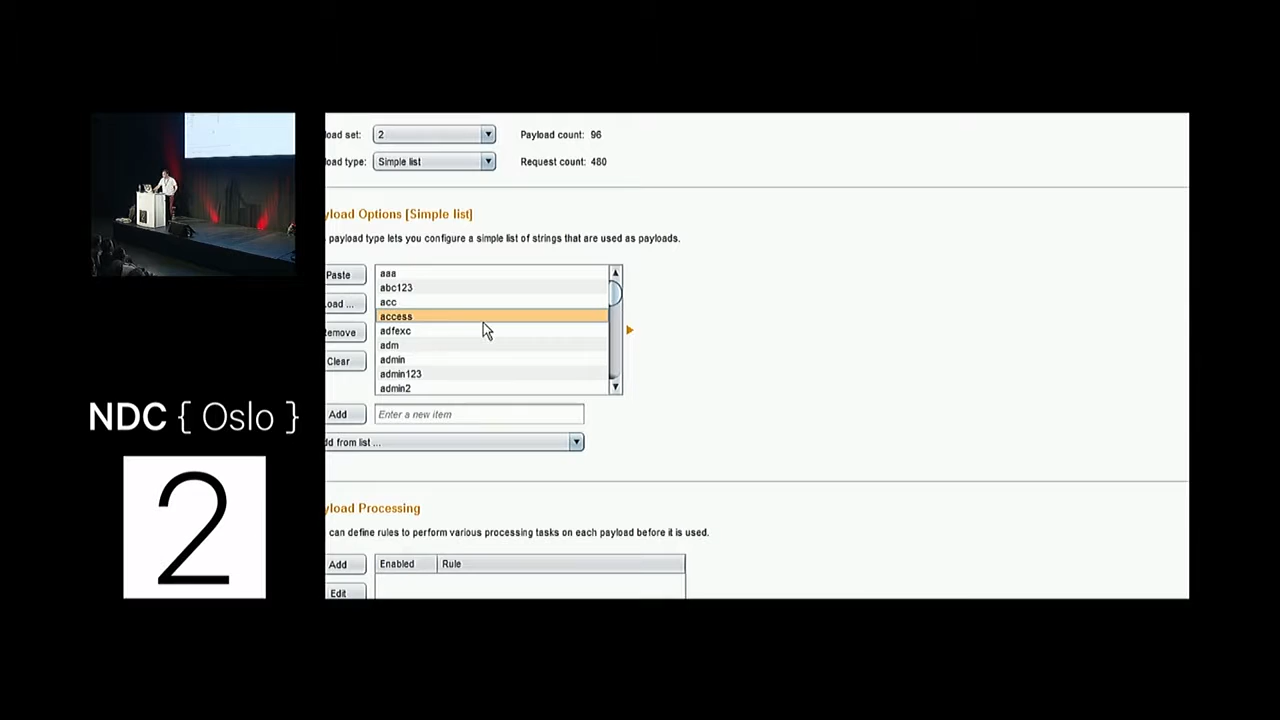 oad set:
2
Payload count: 96
oad type:
Simple list
Request count: 480
yload Options [Simple list]
payload type lets you configure a simple list of strings that are used as payloads.
Paste
aaa
abc123
oad ...
acc
access
emove
adfexc
adm
Clear
admin
admin123
admin2
Add
Enter a new item
dd from list ...
NDC { Oslo }
2
yload Processing
can define rules to perform various processing tasks on each payload before it is used.
Add
Enabled
Rule
Edit